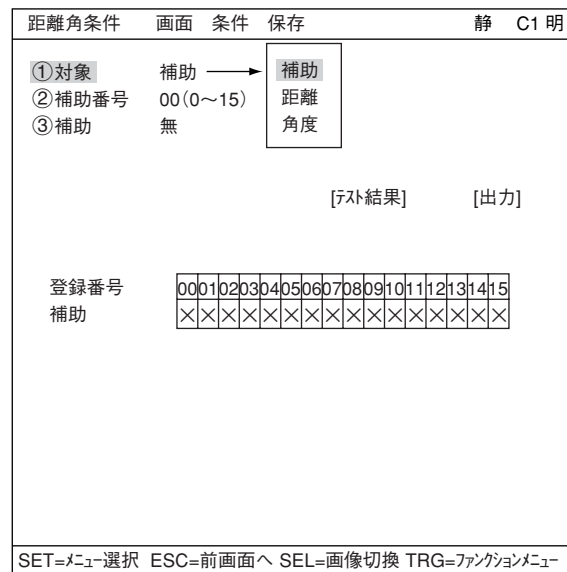 距離角条件 画面 条件 保存 静 C1 明
①対象 補助 補助
②補助番号 00(0～15) 距離
③補助 無 角度
[ﾃｽﾄ結果] [出力]
登録番号 00 01 02 03 04 05 06 07 08 09 10 11 12 13 14 15
補助 × × × × × × × × × × × × × × × ×
SET=ﾒﾆｭｰ選択 ESC=前画面へ SEL=画像切換 TRG=ﾌｧﾝｸｼｮﾝﾒﾆｭｰ